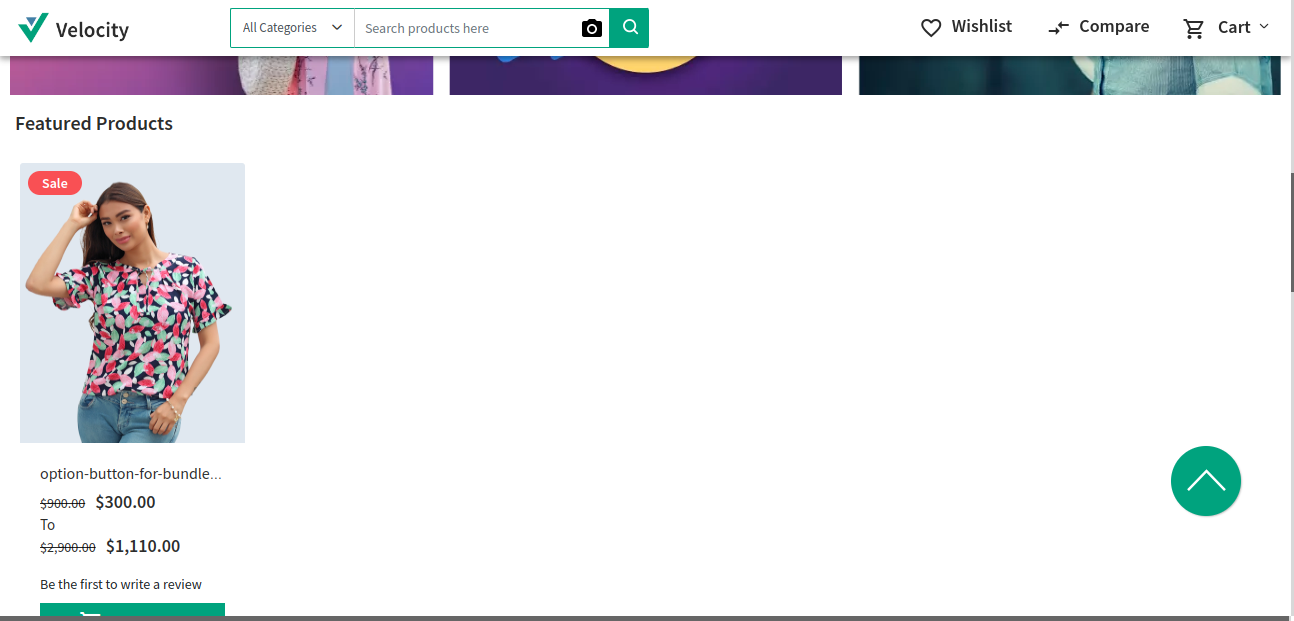 Velocity
All Categories
Search products here
Wishlist
Compare
Cart
Featured Products
Sale
option-button-for-bundle...
$900.00 $300.00
To
$2,900.00 $1,110.00
Be the first to write a review